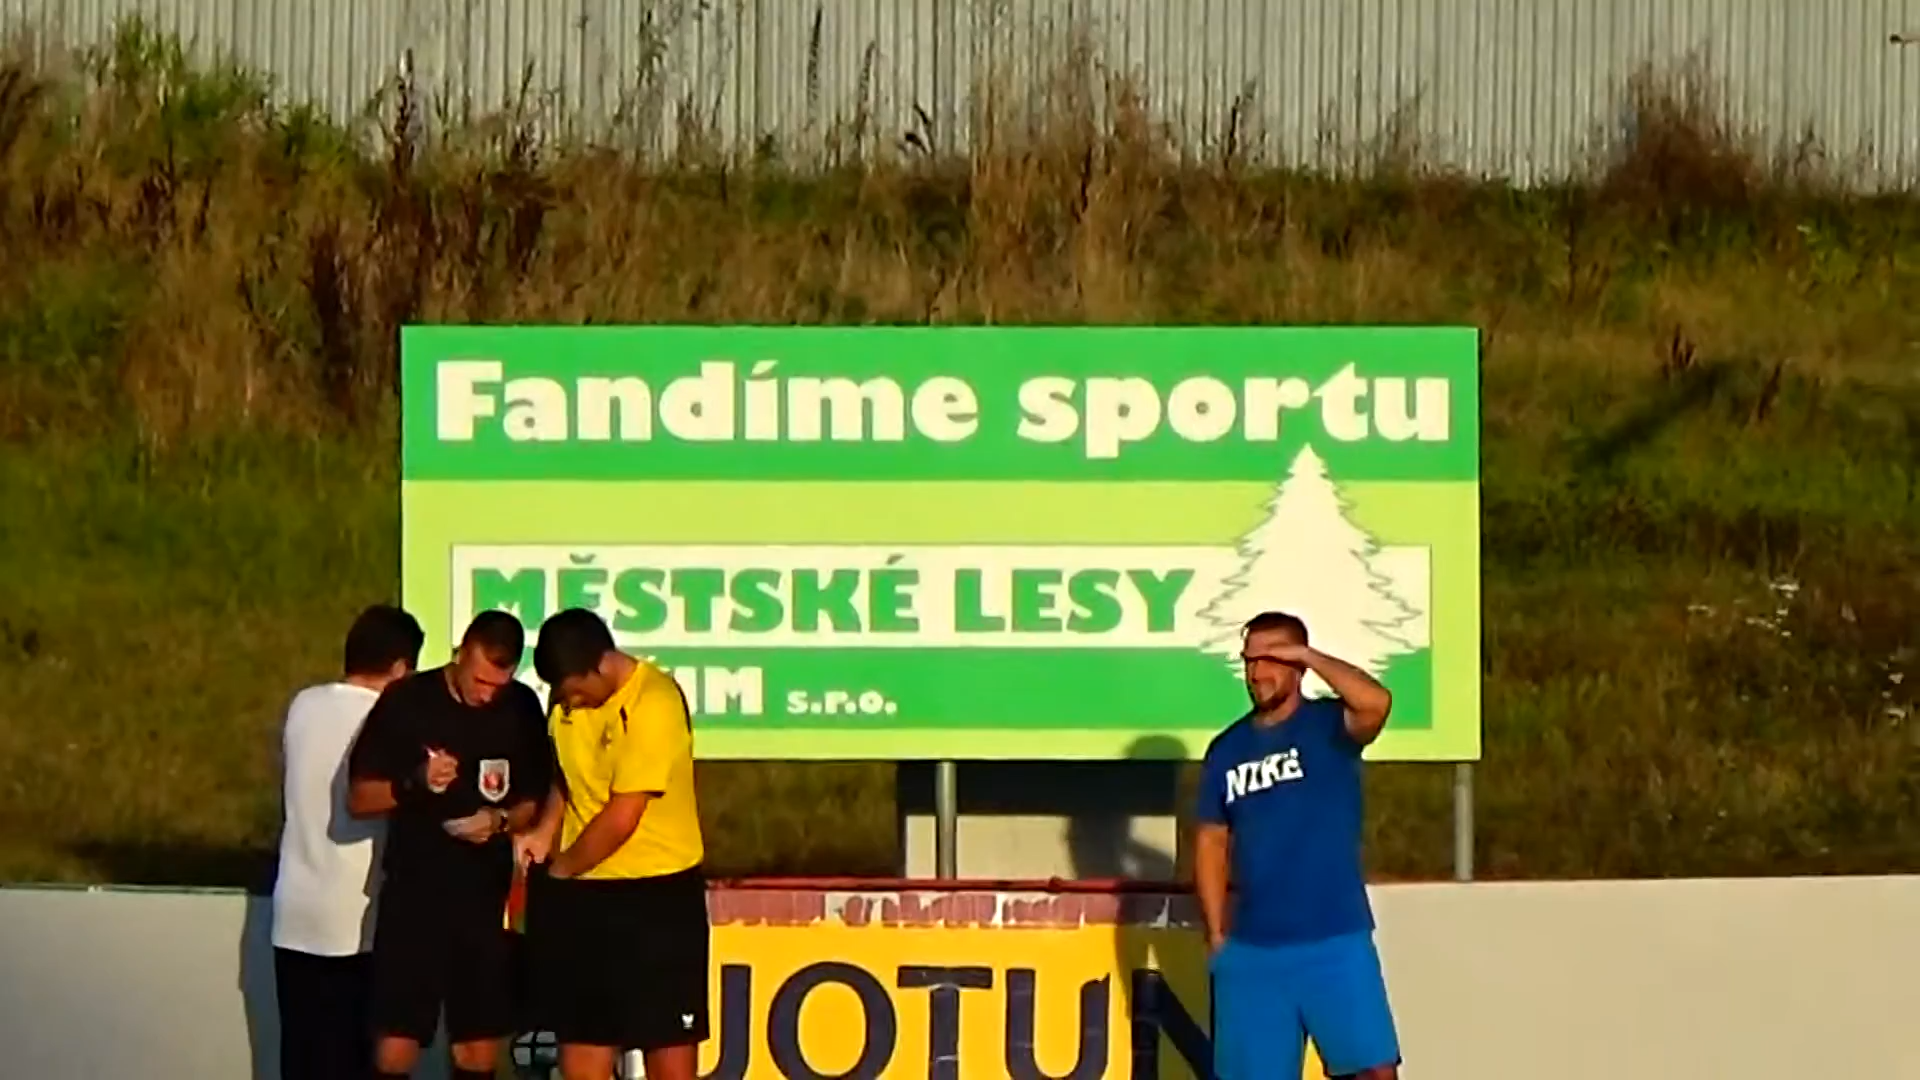 Fandíme sportu
MĚSTSKÉ LESY
s.r.o.
NIKE
JOTUN